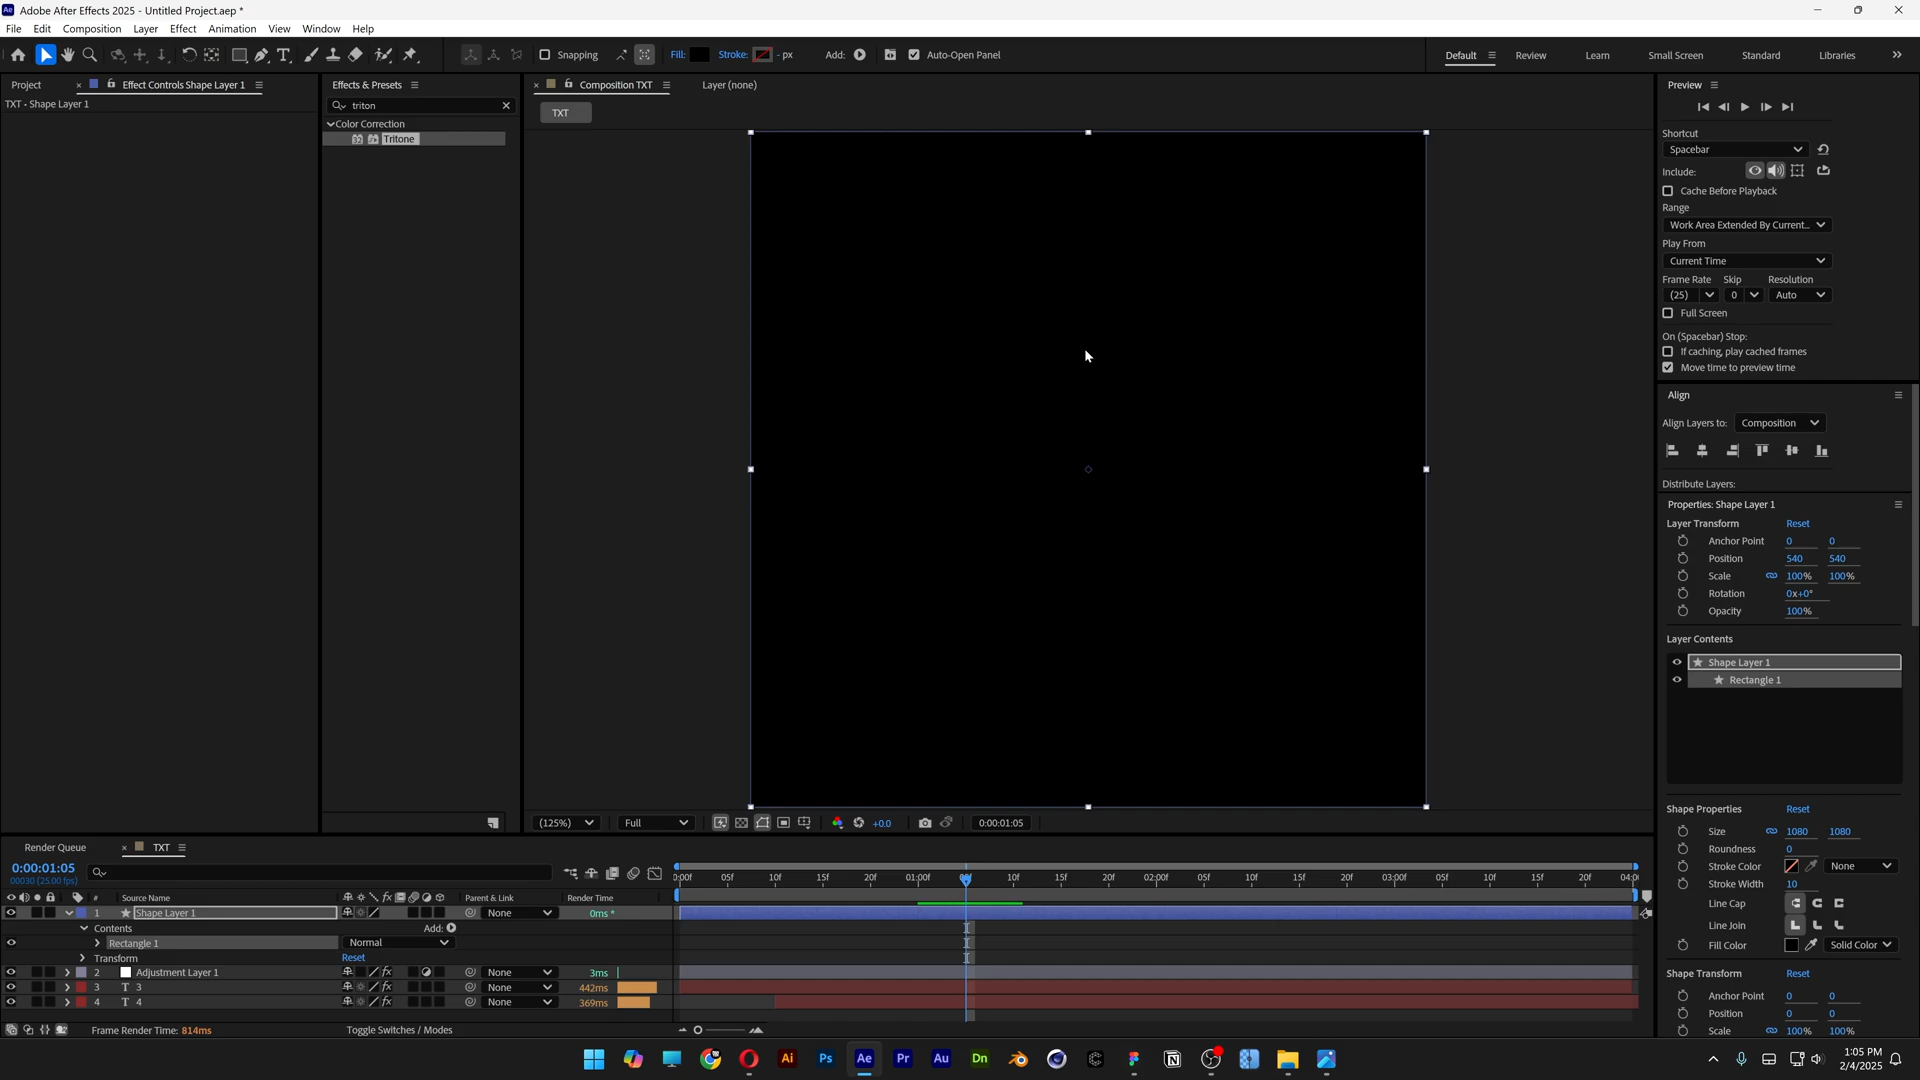 Adobe After Effects 2025 - Untitled Project.aep *
File Edit Composition Layer Effect Animation View Window Help
Snapping Fill: Stroke: - px Add: Auto-Open Panel Default Review Learn Small Screen Standard Libraries
Project Effect Controls Shape Layer 1
TXT • Shape Layer 1
Effects & Presets
triton
Color Correction
32 Tritone
Composition TXT Layer (none)
TXT
Preview
Shortcut
Spacebar
Include:
Cache Before Playback
Range
Work Area Extended By Current...
Play From
Current Time
Frame Rate Skip Resolution
(25) 0 Auto
Full Screen
On (Spacebar) Stop:
If caching, play cached frames
Move time to preview time
Align
Align Layers to: Composition
Distribute Layers:
Properties: Shape Layer 1
Layer Transform Reset
Anchor Point 0 0
Position 540 540
Scale 100% 100%
Rotation 0x+0°
Opacity 100%
Layer Contents
Shape Layer 1
Rectangle 1
Shape Properties Reset
Size 1080 1080
Roundness 0
Stroke Color None
Stroke Width 10
Line Cap
Line Join
Fill Color Solid Color
Shape Transform Reset
Anchor Point 0 0
Position 0 0
Scale 100% 100%
(125%) Full +0.0 0:00:01:05
Render Queue TXT
0:00:01:05
00030 (25.00 fps)
:00f 05f 10f 15f 20f 01:00f 10f 15f 20f 02:00f 05f 10f 15f 20f 03:00f 05f 10f 15f 20f 04:0
# Source Name fx Parent & Link Render Time
1 Shape Layer 1 None 0ms *
Contents Add:
Rectangle 1 Normal
Transform Reset
2 Adjustment Layer 1 fx None 3ms
3 T 3 fx None 442ms
4 T 4 fx None 369ms
Frame Render Time: 814ms Toggle Switches / Modes
Ai Ps Ae Pr Au Dn
1:05 PM
2/4/2025